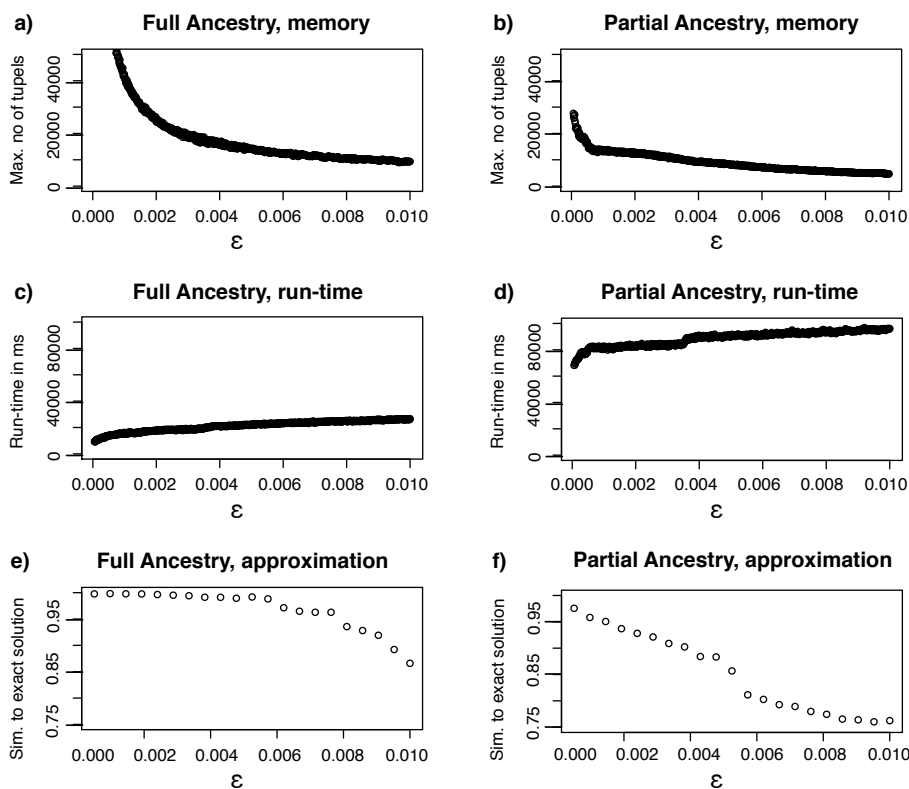 a) Full Ancestry, memory
Max. no of tupels
0 20000 40000
0.000 0.002 0.004 0.006 0.008 0.010
ε
b) Partial Ancestry, memory
Max. no of tupels
0 20000 40000
0.000 0.002 0.004 0.006 0.008 0.010
ε
c) Full Ancestry, run-time
Run-time in ms
0 40000 80000
0.000 0.002 0.004 0.006 0.008 0.010
ε
d) Partial Ancestry, run-time
Run-time in ms
0 40000 80000
0.000 0.002 0.004 0.006 0.008 0.010
ε
e) Full Ancestry, approximation
Sim. to exact solution
0.75 0.85 0.95
0.000 0.002 0.004 0.006 0.008 0.010
ε
f) Partial Ancestry, approximation
Sim. to exact solution
0.75 0.85 0.95
0.000 0.002 0.004 0.006 0.008 0.010
ε